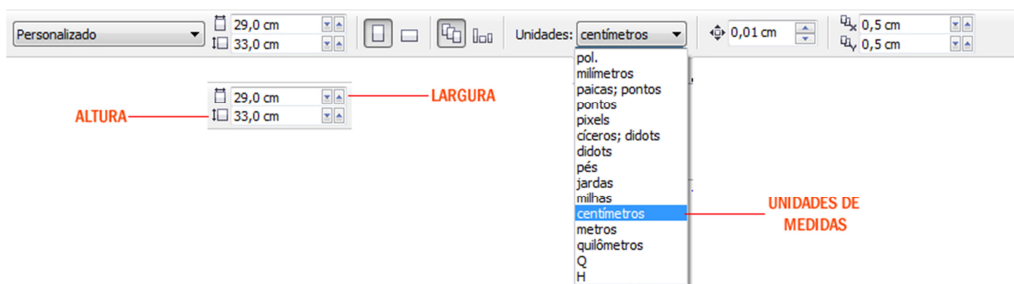 Personalizado 29,0 cm Unidades: centímetros 0,01 cm 0,5 cm
33,0 cm 0,5 cm
pol.
milímetros
29,0 cm LARGURA paicas; pontos
ALTURA 33,0 cm pontos
pixels
cíceros; didots
didots
pés
jardas
milhas
centímetros UNIDADES DE
metros MEDIDAS
quilômetros
Q
H